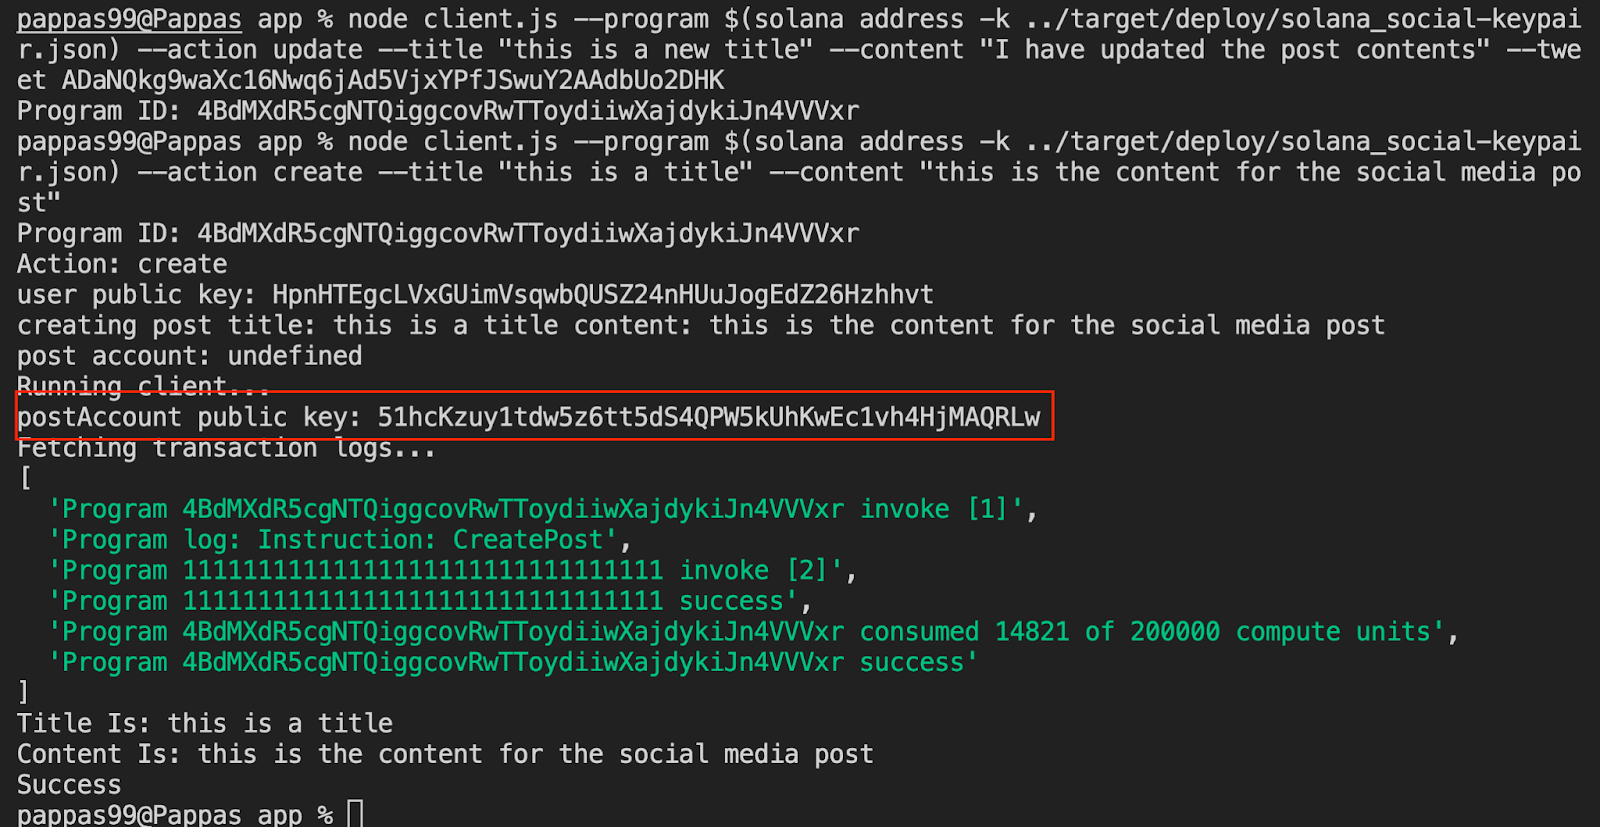 pappas99@Pappas app % node client.js --program $(solana address -k ../target/deploy/solana_social-keypai
r.json) --action update --title "this is a new title" --content "I have updated the post contents" --twe
et ADaNQkg9waXc16Nwq6jAd5VjxYPfJSwuY2AAdbUo2DHK
Program ID: 4BdMXdR5cgNTQiggcovRwTToydiiwXajdykiJn4VVVxr
pappas99@Pappas app % node client.js --program $(solana address -k ../target/deploy/solana_social-keypai
r.json) --action create --title "this is a title" --content "this is the content for the social media po
st"
Program ID: 4BdMXdR5cgNTQiggcovRwTToydiiwXajdykiJn4VVVxr
Action: create
user public key: HpnHTEgcLVxGUimVsqwbQUSZ24nHUuJogEdZ26Hzhhvt
creating post title: this is a title content: this is the content for the social media post
post account: undefined
Running client...
postAccount public key: 51hcKzuy1tdw5z6tt5dS4QPW5kUhKwEc1vh4HjMAQRLw
Fetching transaction logs...
[
'Program 4BdMXdR5cgNTQiggcovRwTToydiiwXajdykiJn4VVVxr invoke [1]',
'Program log: Instruction: CreatePost',
'Program 11111111111111111111111111111111 invoke [2]',
'Program 11111111111111111111111111111111 success',
'Program 4BdMXdR5cgNTQiggcovRwTToydiiwXajdykiJn4VVVxr consumed 14821 of 200000 compute units',
'Program 4BdMXdR5cgNTQiggcovRwTToydiiwXajdykiJn4VVVxr success'
]
Title Is: this is a title
Content Is: this is the content for the social media post
Success
pappas99@Pappas app %